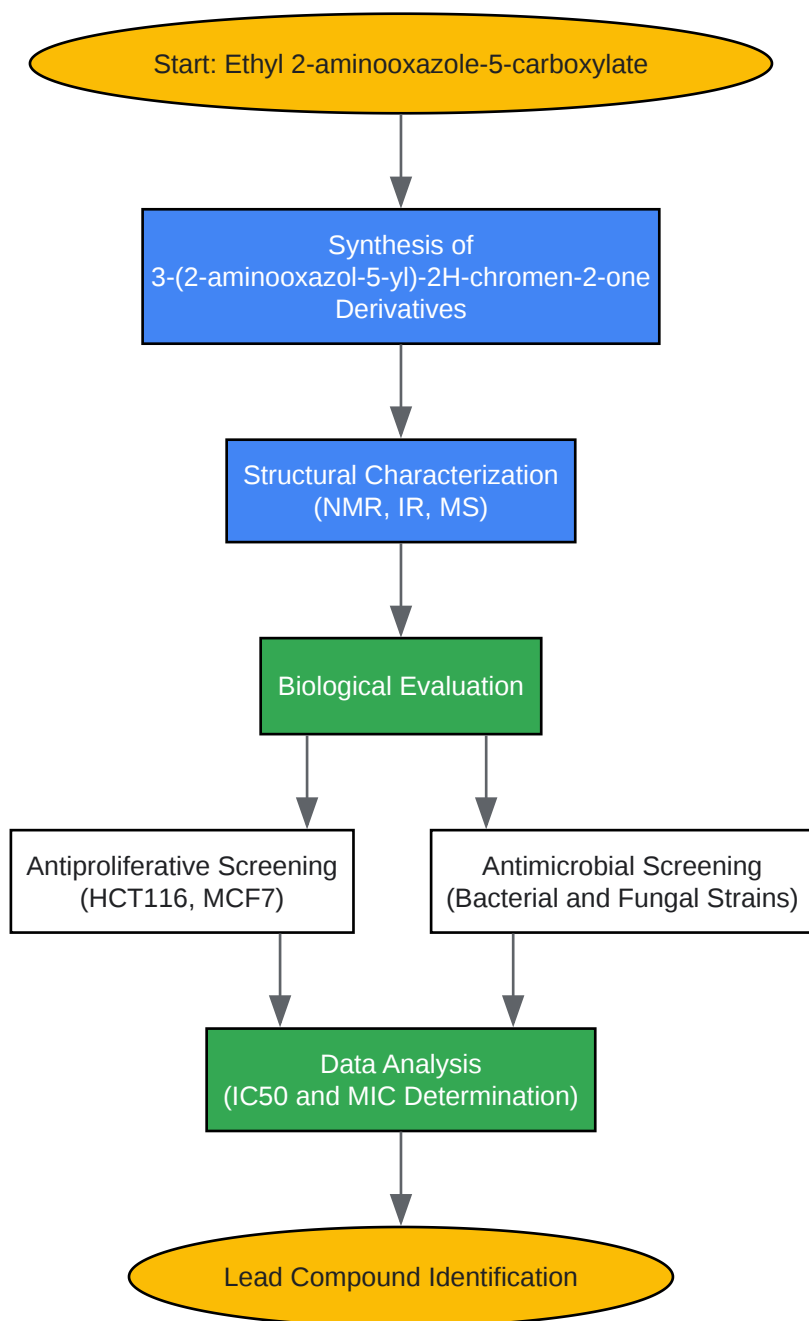 Start: Ethyl 2-aminooxazole-5-carboxylate
Synthesis of
3-(2-aminooxazol-5-yl)-2H-chromen-2-one
Derivatives
Structural Characterization
(NMR, IR, MS)
Biological Evaluation
Antiproliferative Screening
(HCT116, MCF7)
Antimicrobial Screening
(Bacterial and Fungal Strains)
Data Analysis
(IC50 and MIC Determination)
Lead Compound Identification